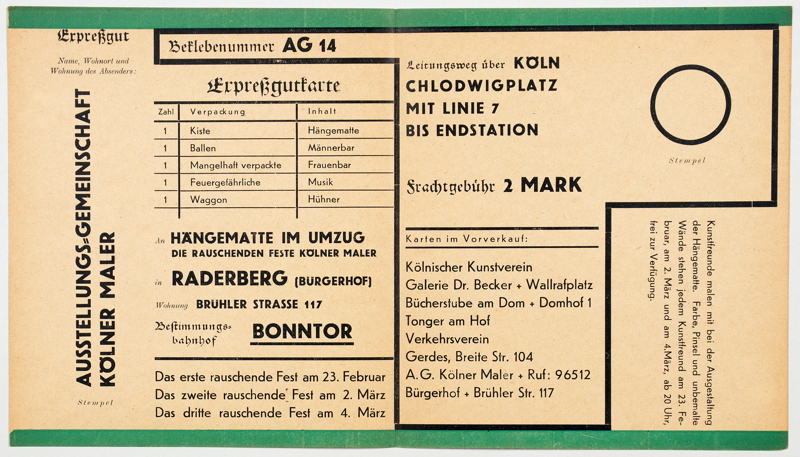 Expreßgut
Name, Wohnort und
Wohnung des Absenders:
AUSSTELLUNGS-GEMEINSCHAFT
KÖLNER MALER
Stempel
Beklebenummer AG 14
Expreßgutkarte
Zahl Verpackung Inhalt
1 Kiste Hängematte
1 Ballen Männerbar
1 Mangelhaft verpackte Frauenbar
1 Feuergefährliche Musik
1 Waggon Hühner
An HÄNGEMATTE IM UMZUG
DIE RAUSCHENDEN FESTE KÖLNER MALER
in RADERBERG (BÜRGERHOF)
Wohnung BRÜHLER STRASSE 117
Bestimmungs-
bahnhof BONNTOR
Das erste rauschende Fest am 23. Februar
Das zweite rauschende Fest am 2. März
Das dritte rauschende Fest am 4. März
Leitungsweg über KÖLN
CHLODWIGPLATZ
MIT LINIE 7
BIS ENDSTATION
Frachtgebühr 2 MARK
Karten im Vorverkauf:
Kölnischer Kunstverein
Galerie Dr. Becker + Wallrafplatz
Bücherstube am Dom + Domhof 1
Tonger am Hof
Verkehrsverein
Gerdes, Breite Str. 104
A.G. Kölner Maler + Ruf: 96512
Bürgerhof + Brühler Str. 117
Stempel
Kunstfreunde malen mit bei der Ausgestaltung
der Hängematte. Farbe, Pinsel und unbemalte
Wände stehen jedem Kunstfreund am 23. Fe-
bruar, am 2. März und am 4. März, ab 20 Uhr,
frei zur Verfügung.